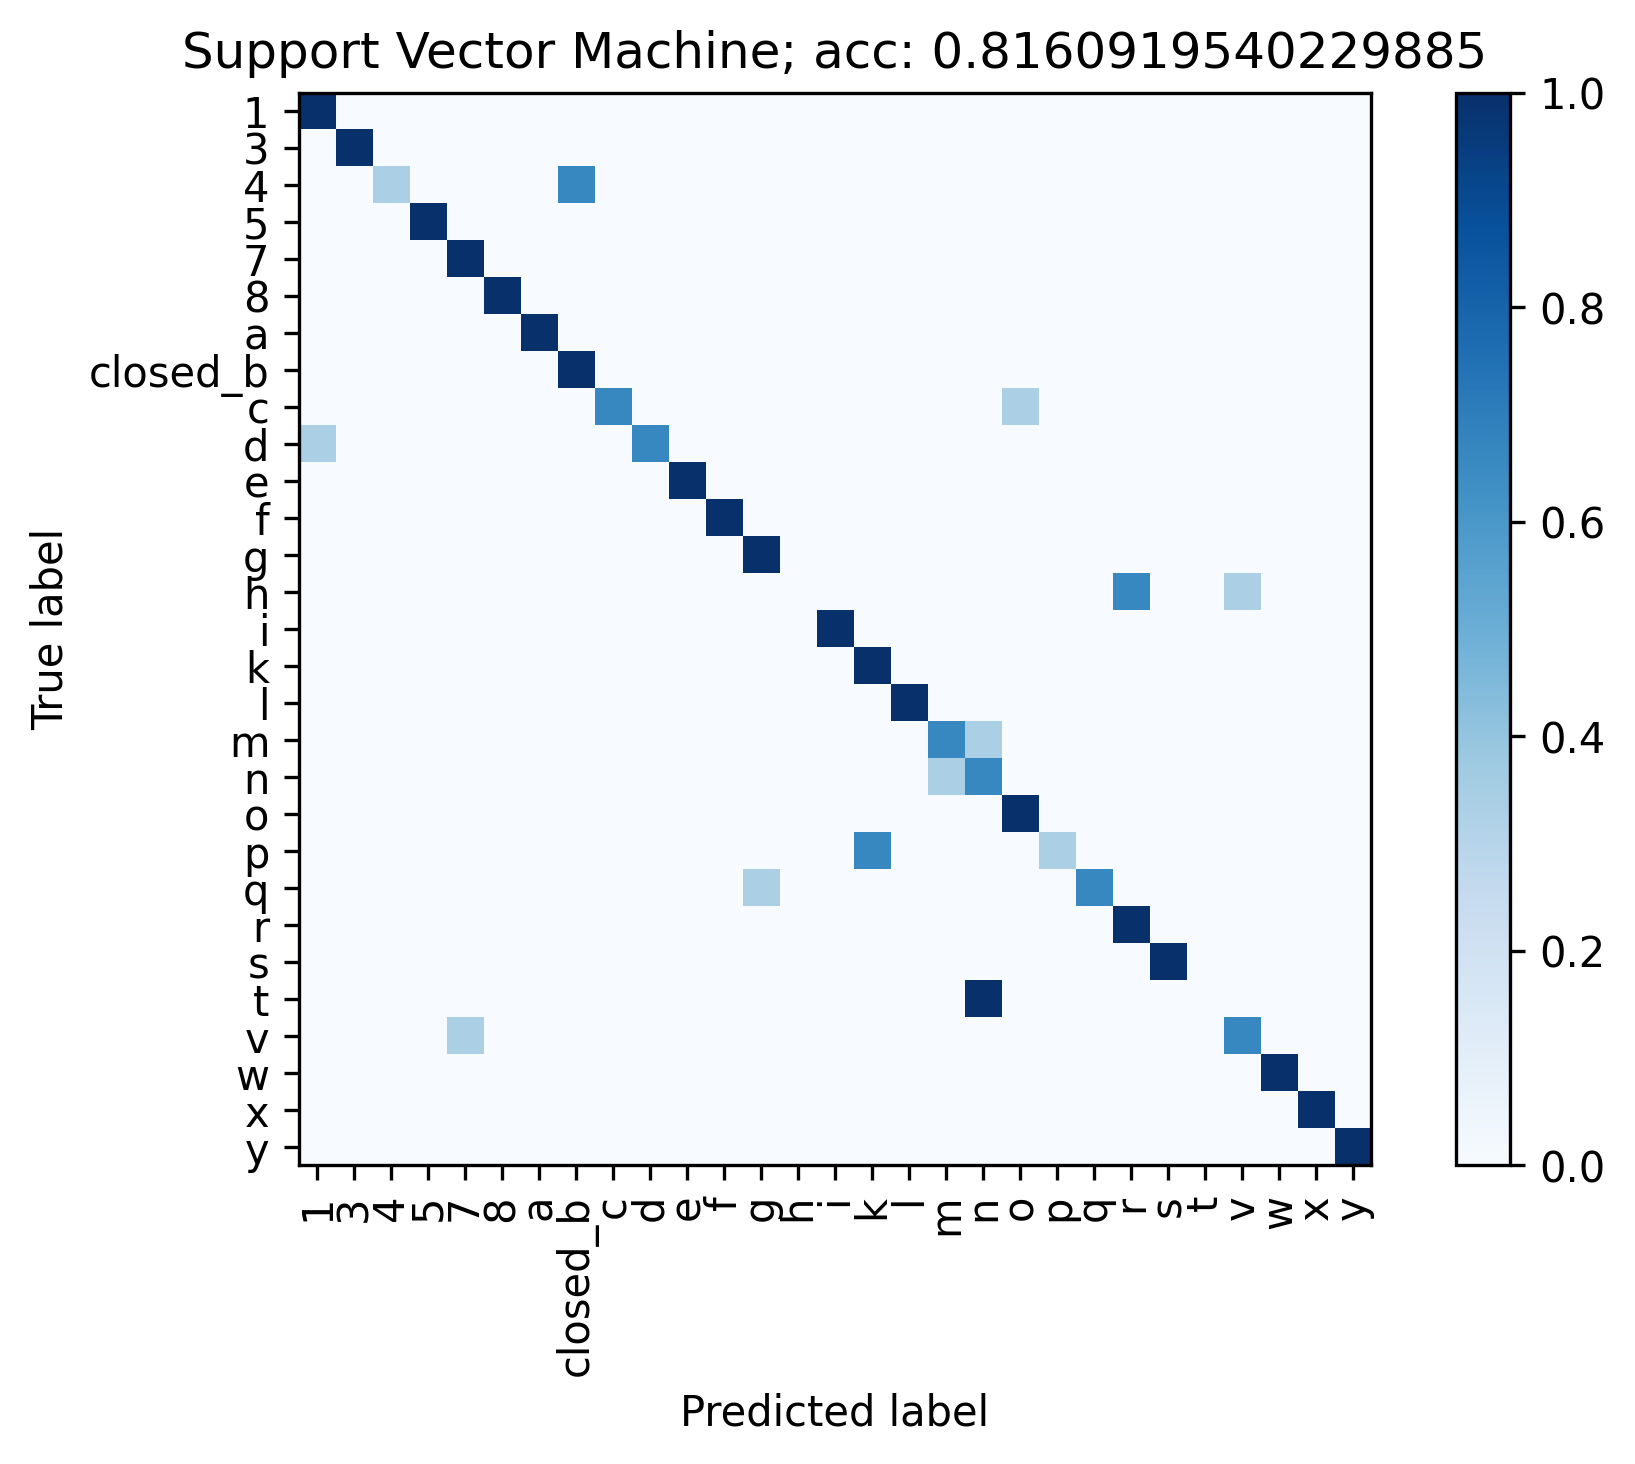 Support Vector Machine; acc: 0.8160919540229885
1
3
4
5
7
8
a
closed_b
c
d
e
f
g
h
i
k
l
m
n
o
p
q
r
s
t
v
w
x
y
True label
1
3
4
5
7
8
a
closed_b
c
d
e
f
g
h
i
k
l
m
n
o
p
q
r
s
t
v
w
x
y
Predicted label
1.0
0.8
0.6
0.4
0.2
0.0